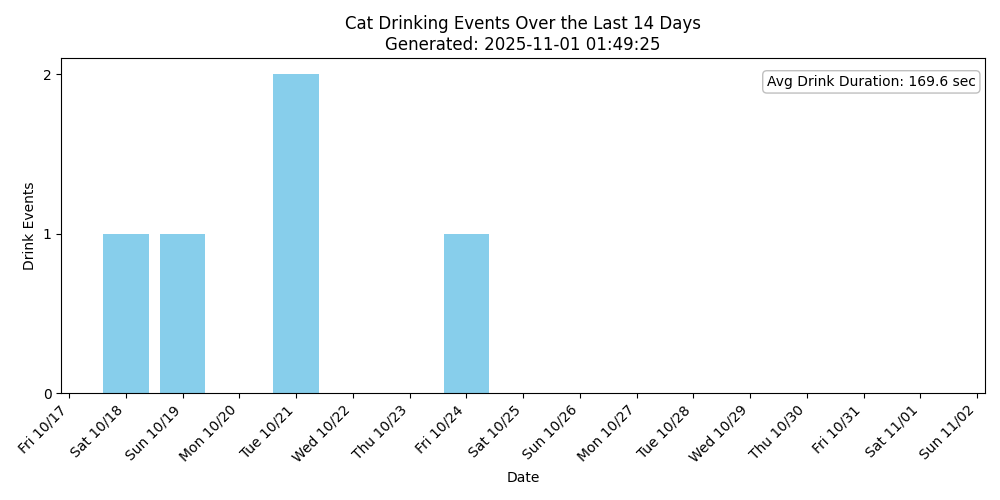 Cat Drinking Events Over the Last 14 Days
Generated: 2025-11-01 01:49:25
Avg Drink Duration: 169.6 sec
2
1
0
Drink Events
Fri 10/17
Sat 10/18
Sun 10/19
Mon 10/20
Tue 10/21
Wed 10/22
Thu 10/23
Fri 10/24
Sat 10/25
Sun 10/26
Mon 10/27
Tue 10/28
Wed 10/29
Thu 10/30
Fri 10/31
Sat 11/01
Sun 11/02
Date